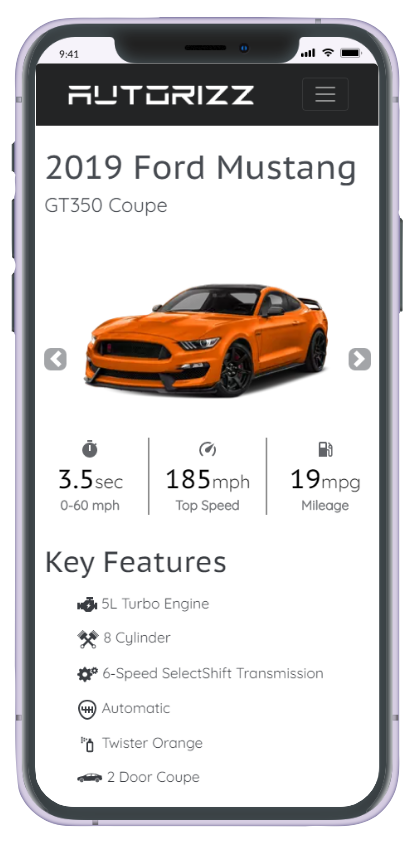 9:41
AUTORIZZ
2019 Ford Mustang
GT350 Coupe
3.5sec
0-60 mph
185mph
Top Speed
19mpg
MIleage
Key Features
5L Turbo Engine
8 Cylinder
6-Speed SelectShift Transmission
Automatic
Twister Orange
2 Door Coupe